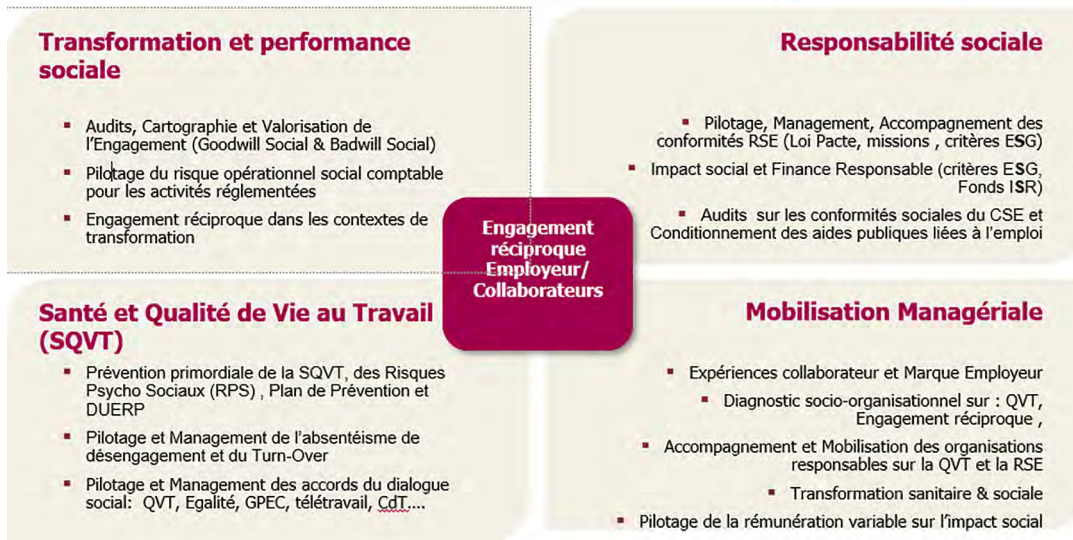 Transformation et performance
sociale
▪ Audits, Cartographie et Valorisation de
l'Engagement (Goodwill Social & Badwill Social)
▪ Pilotage du risque opérationnel social comptable
pour les activités réglementées
▪ Engagement réciproque dans les contextes de
transformation
Responsabilité sociale
▪ Pilotage, Management, Accompagnement des
conformités RSE (Loi Pacte, missions , critères ESG)
▪ Impact social et Finance Responsable (critères ESG,
Fonds ISR)
▪ Audits sur les conformités sociales du CSE et
Conditionnement des aides publiques liées à l'emploi
Engagement
réciproque
Employeur/
Collaborateurs
Santé et Qualité de Vie au Travail
(SQVT)
▪ Prévention primordiale de la SQVT, des Risques
Psycho Sociaux (RPS) , Plan de Prévention et
DUERP
▪ Pilotage et Management de l'absentéisme de
désengagement et du Turn-Over
▪ Pilotage et Management des accords du dialogue
social: QVT, Egalité, GPEC, télétravail, CdT....
Mobilisation Managériale
▪ Expériences collaborateur et Marque Employeur
▪ Diagnostic socio-organisationnel sur : QVT,
Engagement réciproque ,
▪ Accompagnement et Mobilisation des organisations
responsables sur la QVT et la RSE
▪ Transformation sanitaire & sociale
▪ Pilotage de la rémunération variable sur l'impact social